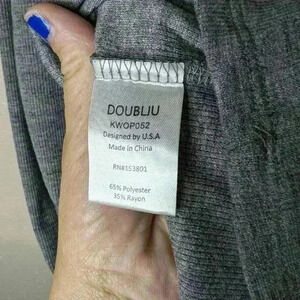 DOUBLJU
KWOP052
Designed by U.S.A
Made in China
RN#153801
65% Polyester
35% Rayon